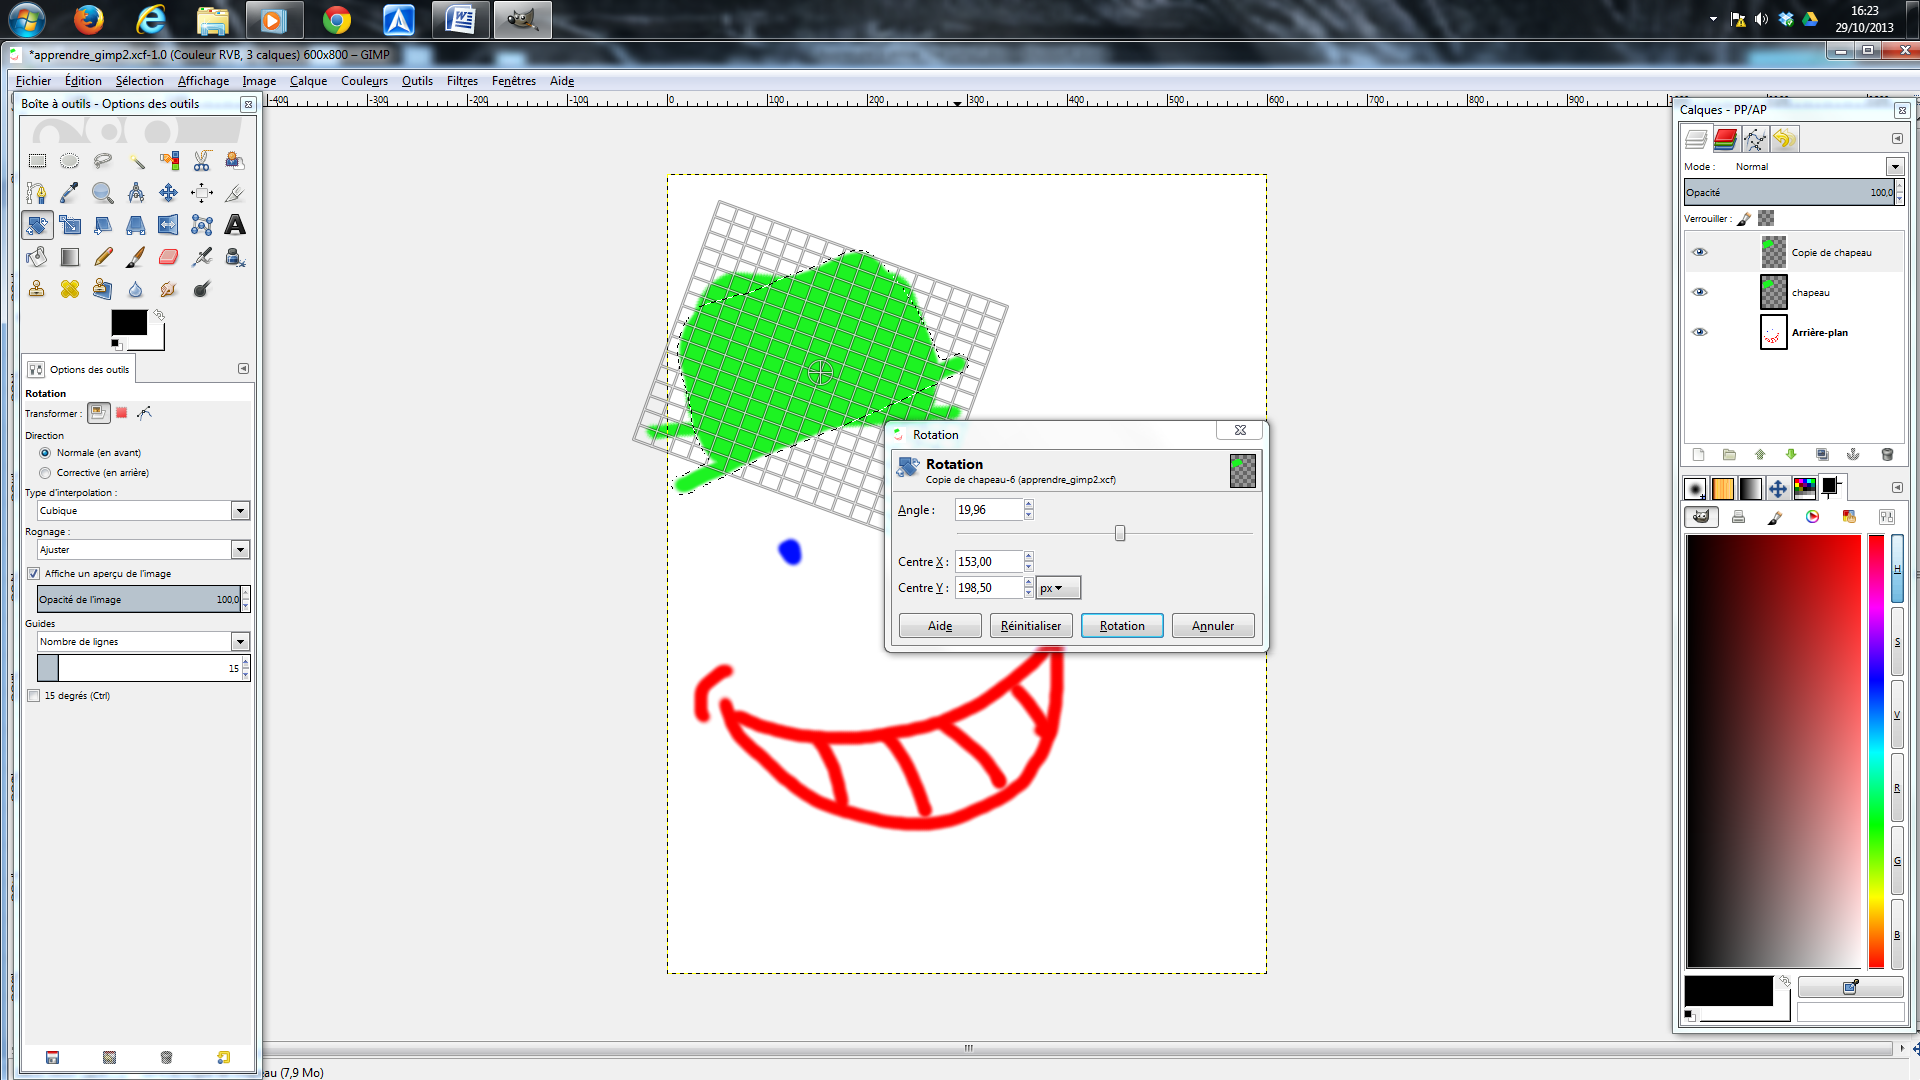 16:23
29/10/2013
*apprendre_gimp2.xcf-1.0 (Couleur RVB, 3 calques) 600x800 – GIMP
Fichier Édition Sélection Affichage Image Calque Couleurs Outils Filtres Fenêtres Aide
Boîte à outils - Options des outils
-400 -300 -200 -100 0 100 200 300 400 500 600 700 800 900
Options des outils
Rotation
Transformer :
Direction
Normale (en avant)
Corrective (en arrière)
Type d'interpolation :
Cubique
Rognage :
Ajuster
Affiche un aperçu de l'image
Opacité de l'image 100,0
Guides
Nombre de lignes
15
15 degrés (Ctrl)
Rotation
Rotation
Copie de chapeau-6 (apprendre_gimp2.xcf)
Angle : 19,96
Centre X : 153,00
Centre Y : 198,50 px
Aide Réinitialiser Rotation Annuler
Calques - PP/AP
Mode : Normal
Opacité 100,0
Verrouiller :
Copie de chapeau
chapeau
Arrière-plan
H
S
V
R
G
B
eau (7,9 Mo)